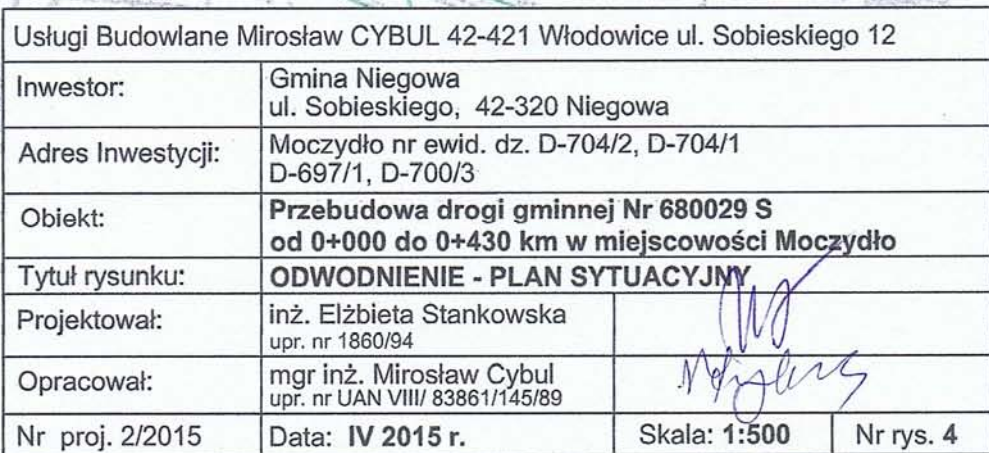 Usługi Budowlane Mirosław CYBUL 42-421 Włodowice ul. Sobieskiego 12
Inwestor: Gmina Niegowa
ul. Sobieskiego, 42-320 Niegowa
Adres Inwestycji: Moczydło nr ewid. dz. D-704/2, D-704/1
D-697/1, D-700/3
Obiekt: Przebudowa drogi gminnej Nr 680029 S
od 0+000 do 0+430 km w miejscowości Moczydło
Tytuł rysunku: ODWODNIENIE - PLAN SYTUACYJNY
Projektował: inż. Elżbieta Stankowska
upr. nr 1860/94
Opracował: mgr inż. Mirosław Cybul
upr. nr UAN VIII/ 83861/145/89
Nr proj. 2/2015 Data: IV 2015 r. Skala: 1:500 Nr rys. 4